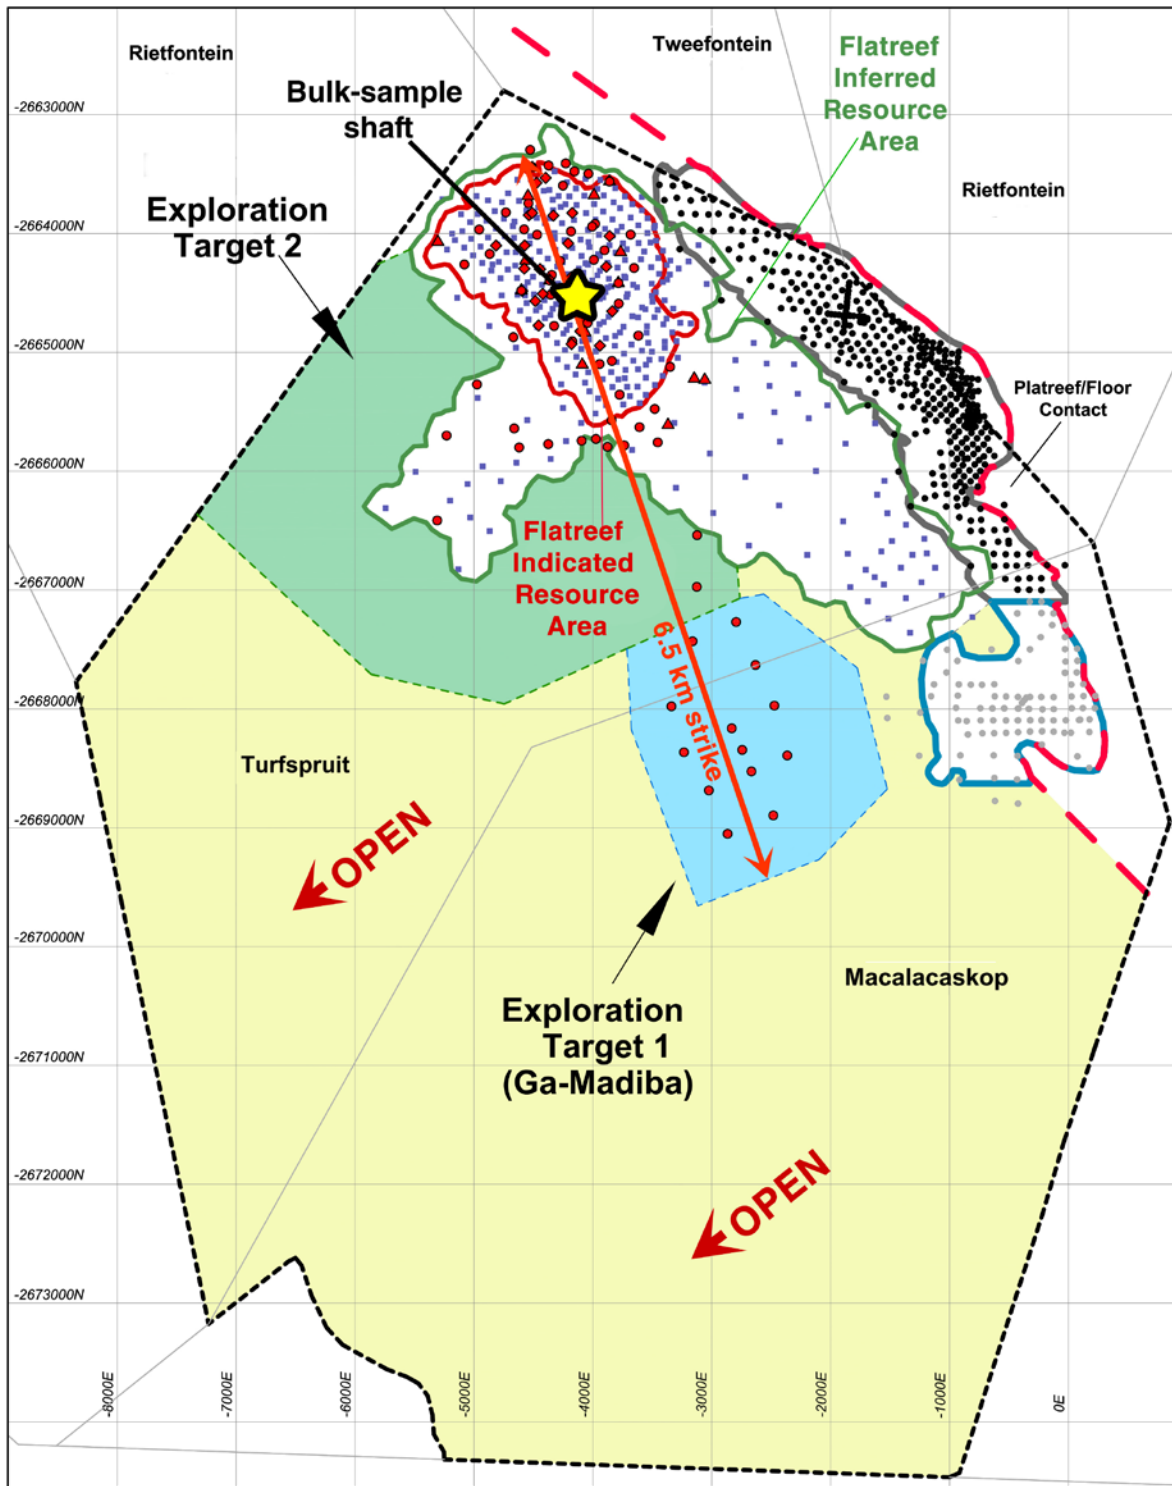 Rietfontein
Tweefontein
Flatreef
Inferred
Resource
Area
Bulk-sample
shaft
-2663000N
Rietfontein
Exploration
Target 2
-2664000N
-2665000N
Platreef/Floor
Contact
-2666000N
Flatreef
Indicated
Resource
Area
-2667000N
6.5 km strike
-2668000N
Turfspruit
OPEN
-2669000N
-2670000N
Macalacaskop
Exploration
Target 1
(Ga-Madiba)
-2671000N
OPEN
-2672000N
-2673000N
-8000E
-7000E
-6000E
-5000E
-4000E
-3000E
-2000E
-1000E
0E